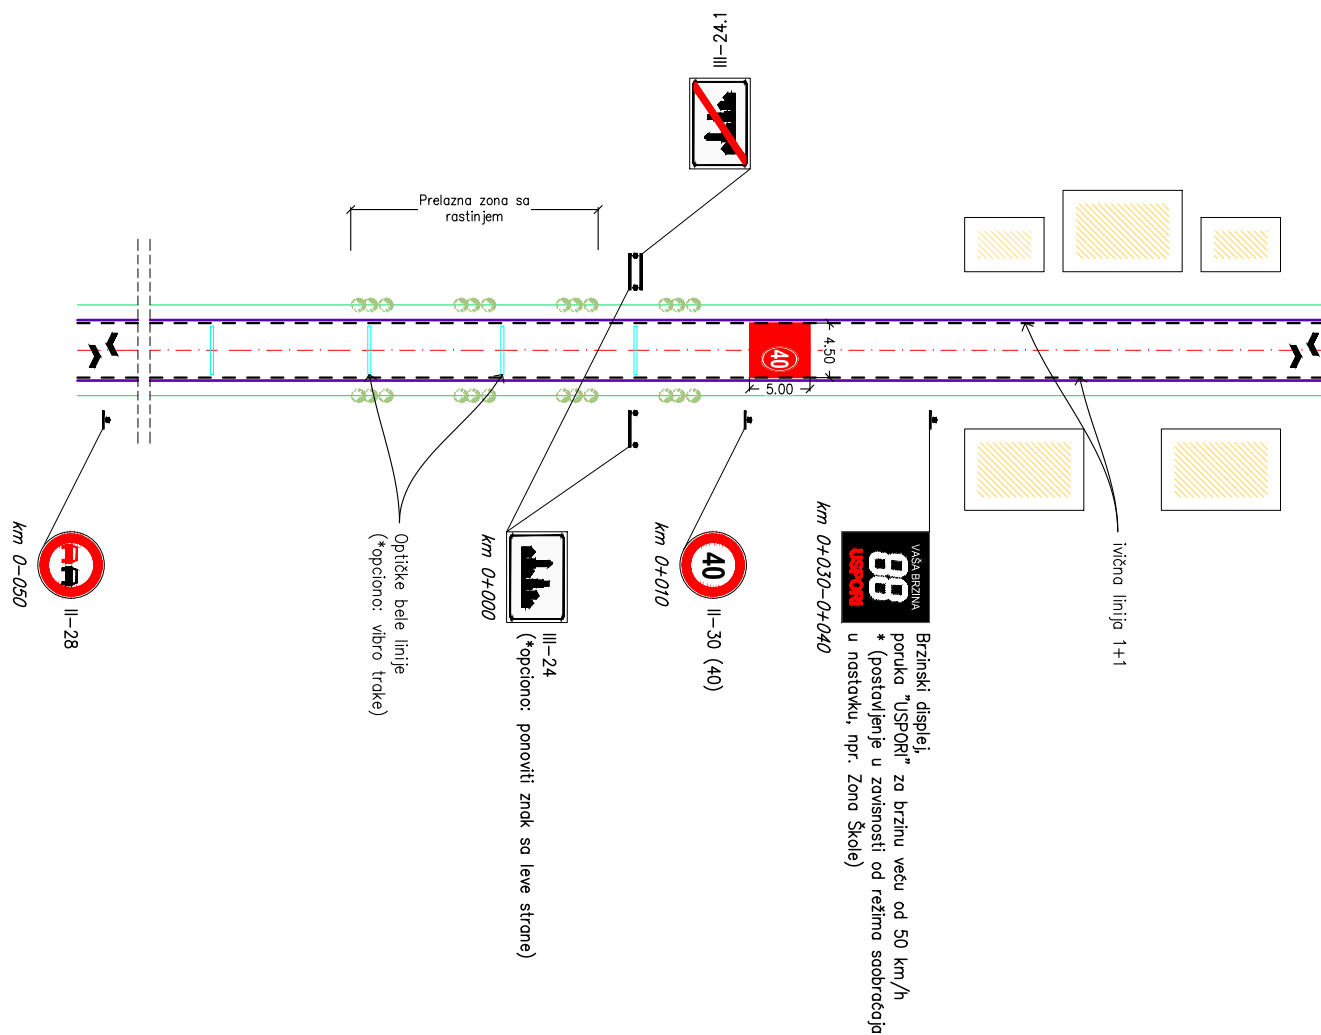 III-24.1
Prelazna zona sa
rastinjem
40
4.50
5.00
km 0-050
II-28
Optičke bele linije
(*opciono: vibro trake)
km 0+000
III-24
(*opciono: ponoviti znak sa leve strane)
km 0+010
40
II-30 (40)
km 0+030-0+040
VAŠA BRZINA
88
USPORI
Brzinski displej,
poruka "USPORI" za brzinu veću od 50 km/h
* (postavljenje u zavisnosti od režima saobraćaja
u nastavku, npr. Zona Škole)
ivična linija 1+1